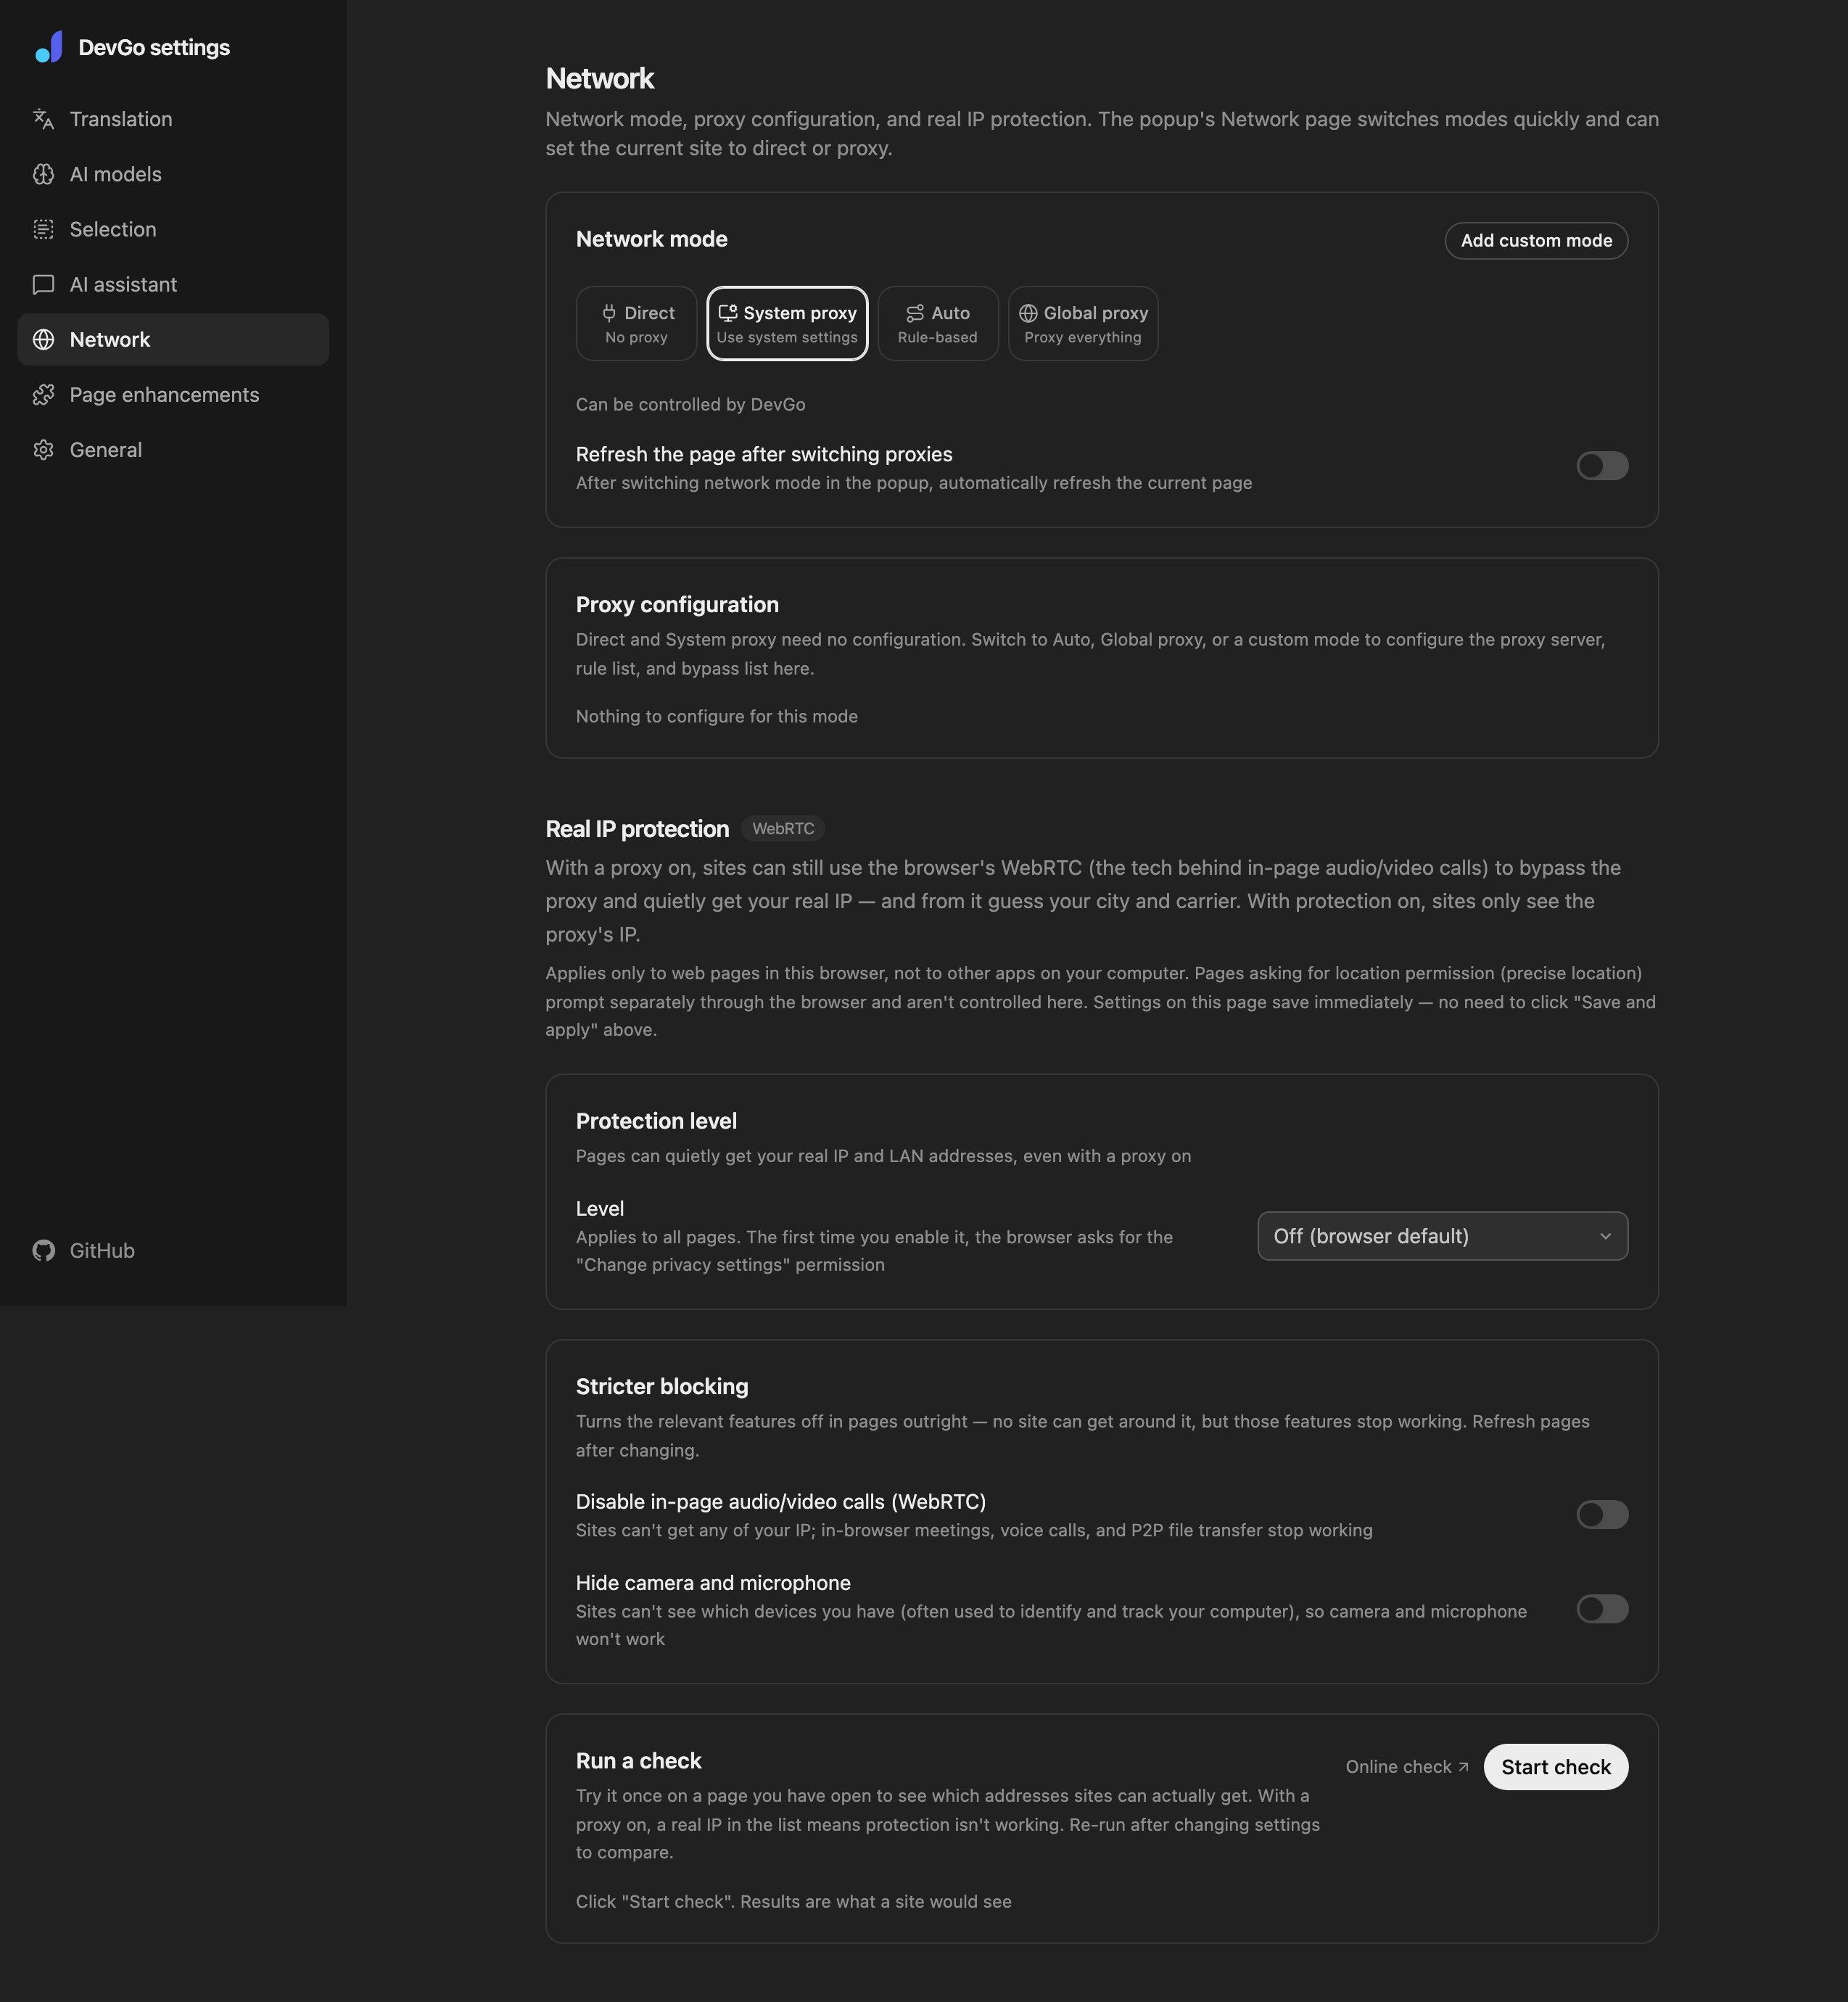 DevGo settings
Translation
AI models
Selection
AI assistant
Network
Page enhancements
General
GitHub
Network
Network mode, proxy configuration, and real IP protection. The popup's Network page switches modes quickly and can
set the current site to direct or proxy.
Network mode
Add custom mode
Direct
No proxy
System proxy
Use system settings
Auto
Rule-based
Global proxy
Proxy everything
Can be controlled by DevGo
Refresh the page after switching proxies
After switching network mode in the popup, automatically refresh the current page
Proxy configuration
Direct and System proxy need no configuration. Switch to Auto, Global proxy, or a custom mode to configure the proxy server,
rule list, and bypass list here.
Nothing to configure for this mode
Real IP protection
WebRTC
With a proxy on, sites can still use the browser's WebRTC (the tech behind in-page audio/video calls) to bypass the
proxy and quietly get your real IP — and from it guess your city and carrier. With protection on, sites only see the
proxy's IP.
Applies only to web pages in this browser, not to other apps on your computer. Pages asking for location permission (precise location)
prompt separately through the browser and aren't controlled here. Settings on this page save immediately — no need to click "Save and
apply" above.
Protection level
Pages can quietly get your real IP and LAN addresses, even with a proxy on
Level
Applies to all pages. The first time you enable it, the browser asks for the
"Change privacy settings" permission
Off (browser default)
Stricter blocking
Turns the relevant features off in pages outright — no site can get around it, but those features stop working. Refresh pages
after changing.
Disable in-page audio/video calls (WebRTC)
Sites can't get any of your IP; in-browser meetings, voice calls, and P2P file transfer stop working
Hide camera and microphone
Sites can't see which devices you have (often used to identify and track your computer), so camera and microphone
won't work
Run a check
Online check ↗
Start check
Try it once on a page you have open to see which addresses sites can actually get. With a
proxy on, a real IP in the list means protection isn't working. Re-run after changing settings
to compare.
Click "Start check". Results are what a site would see